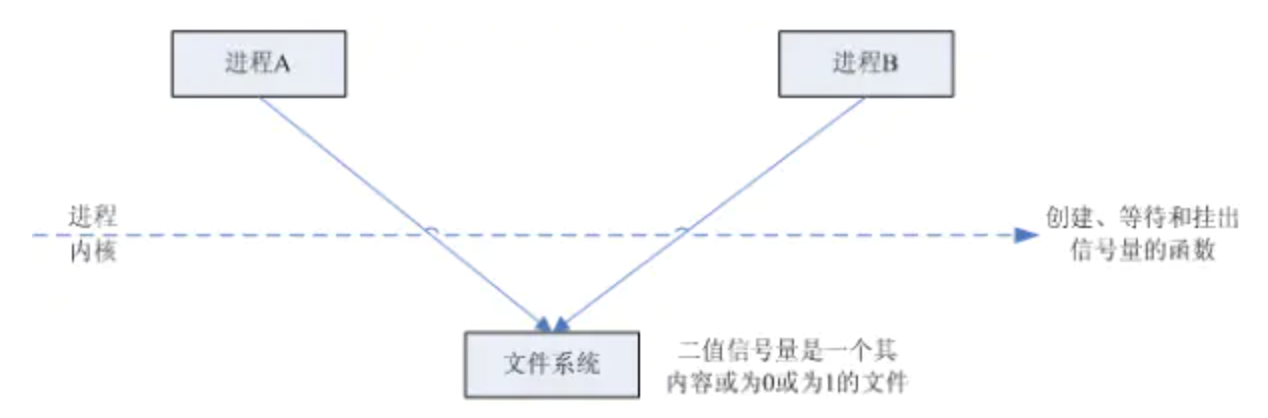 进程A
进程B
进程
内核
创建、等待和挂出
信号量的函数
文件系统
二值信号量是一个其
内容或为0或为1的文件